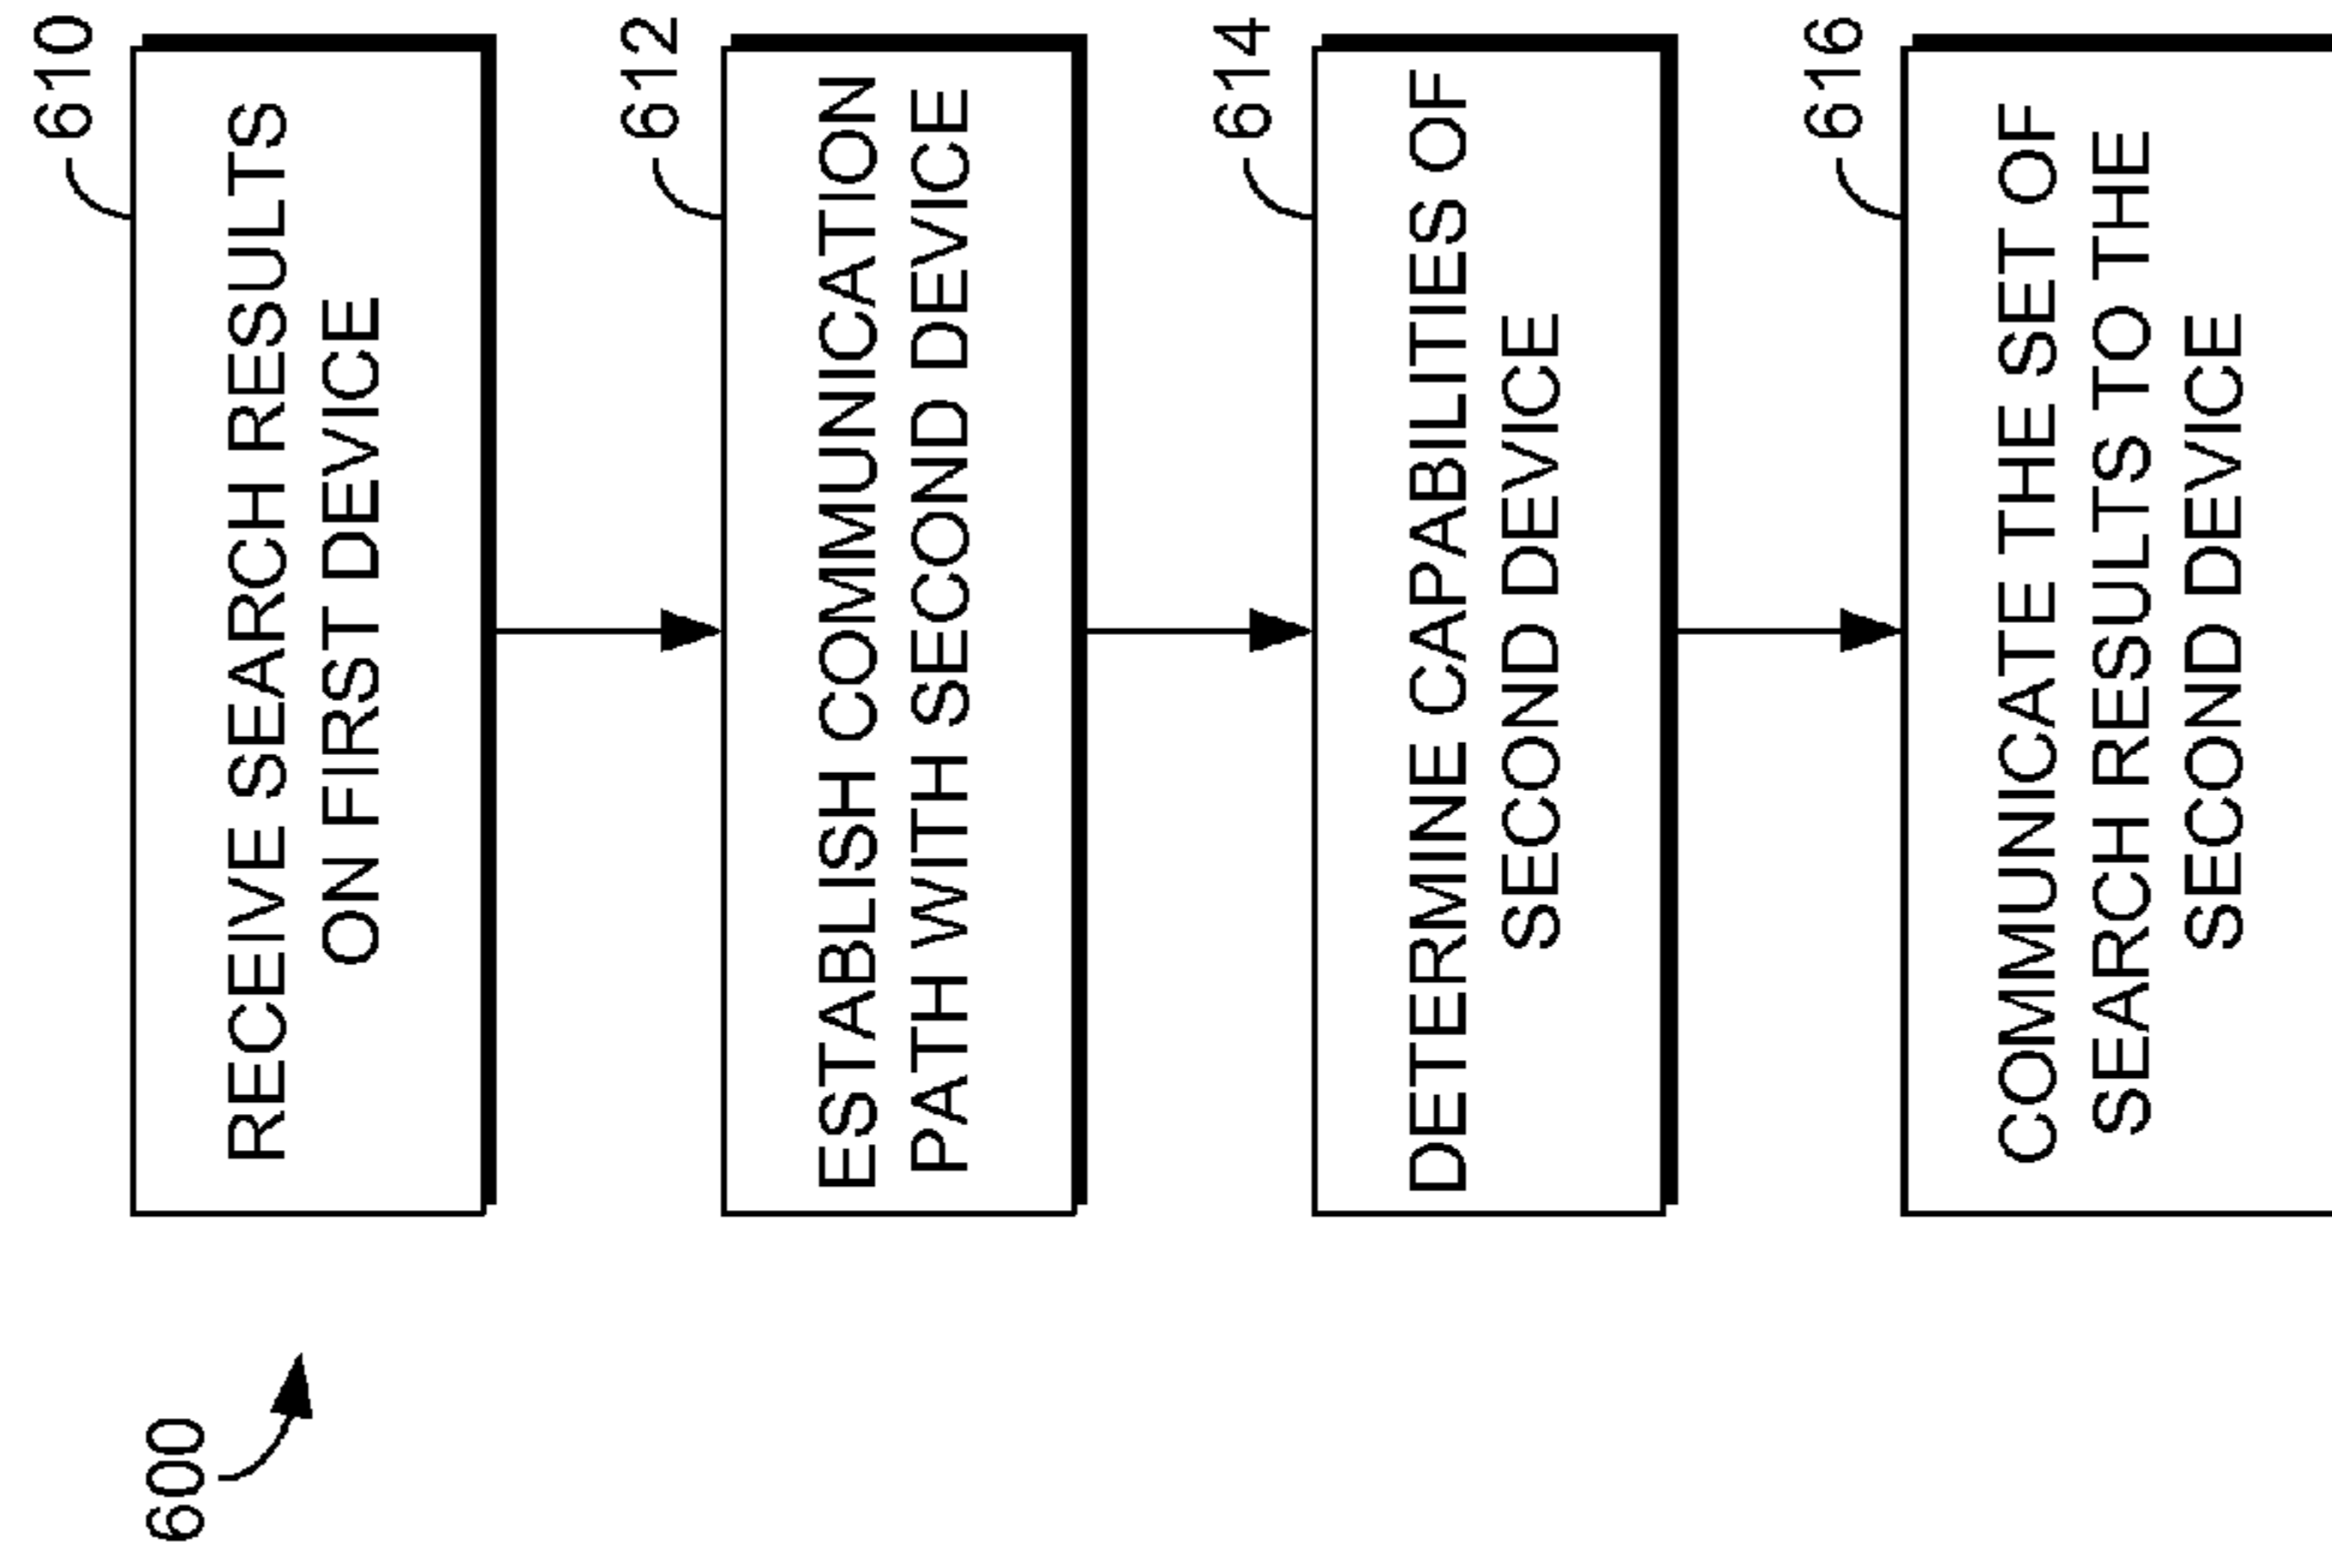 600
610
RECEIVE SEARCH RESULTS
ON FIRST DEVICE
612
ESTABLISH COMMUNICATION
PATH WITH SECOND DEVICE
614
DETERMINE CAPABILITIES OF
SECOND DEVICE
616
COMMUNICATE THE SET OF
SEARCH RESULTS TO THE
SECOND DEVICE